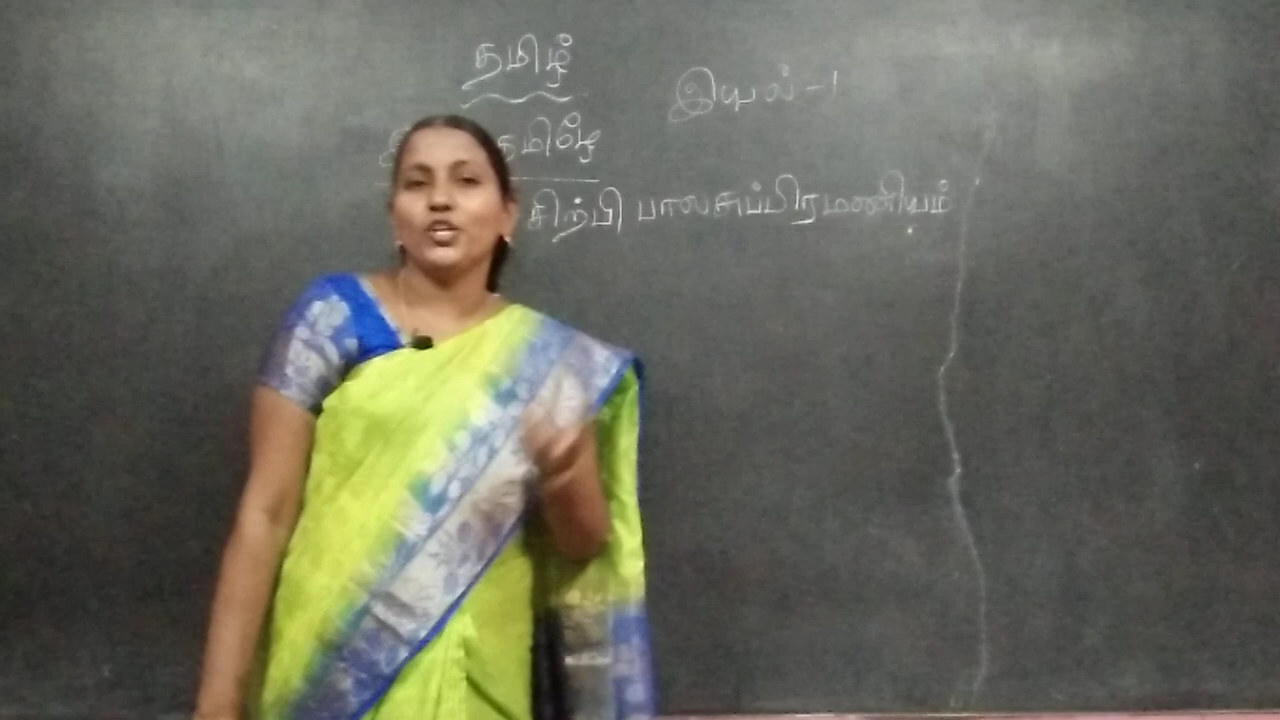 தமிழ்
இயல் - 1
தமிழே
சிற்பி பாலசுப்பிரமணியம்